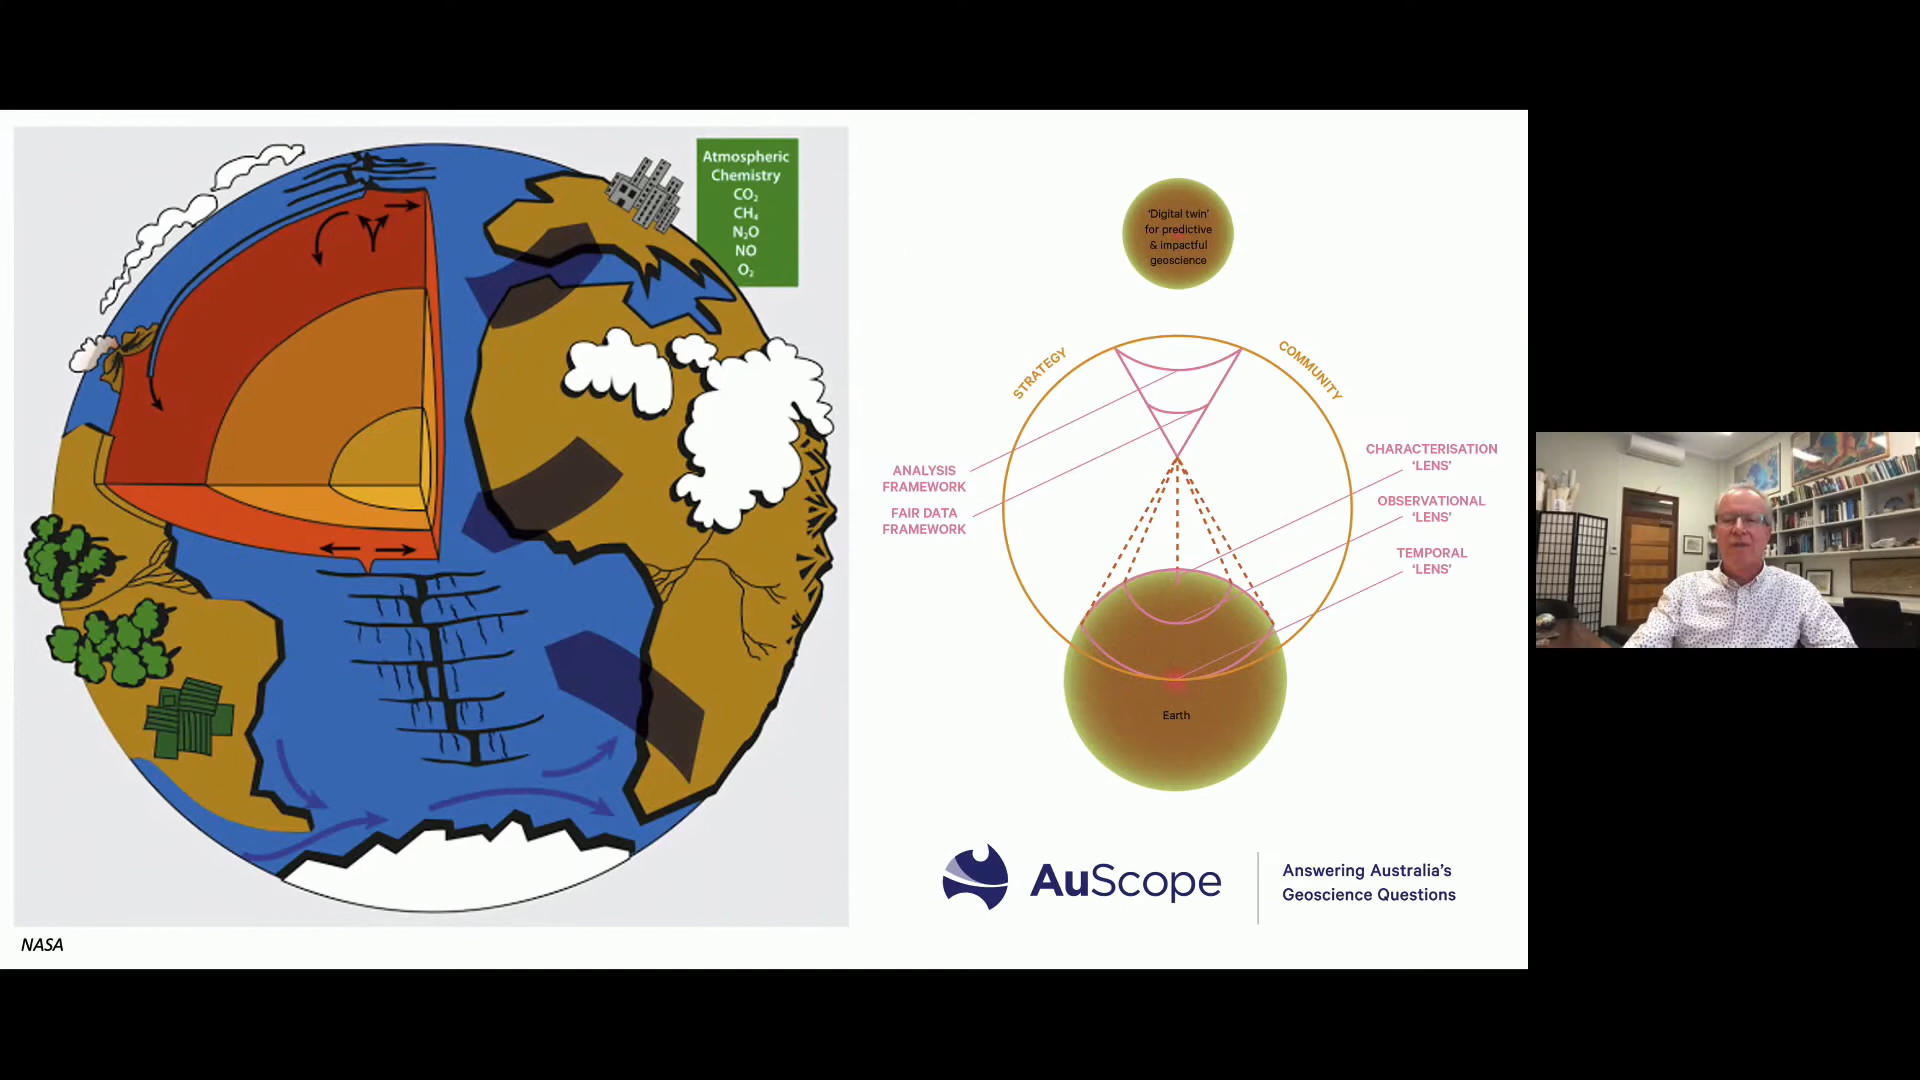 Atmospheric
Chemistry
CO₂
CH₄
N₂O
NO
O₂
NASA
'Digital twin'
for predictive
& impactful
geoscience
STRATEGY
COMMUNITY
ANALYSIS
FRAMEWORK
FAIR DATA
FRAMEWORK
CHARACTERISATION
'LENS'
OBSERVATIONAL
'LENS'
TEMPORAL
'LENS'
Earth
AuScope
Answering Australia's
Geoscience Questions